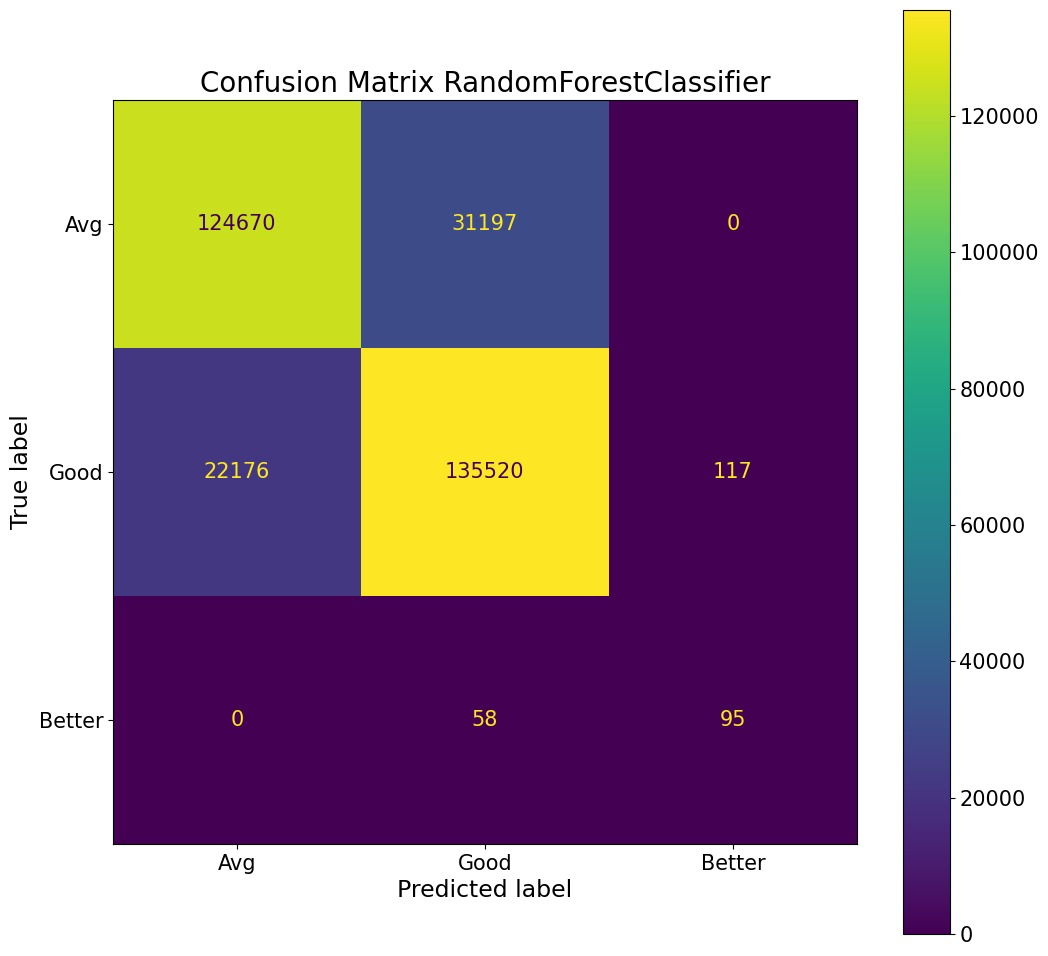 Confusion Matrix RandomForestClassifier
True label
Avg
124670 31197 0
Good
22176 135520 117
Better
0 58 95
Avg Good Better
Predicted label
120000
100000
80000
60000
40000
20000
0